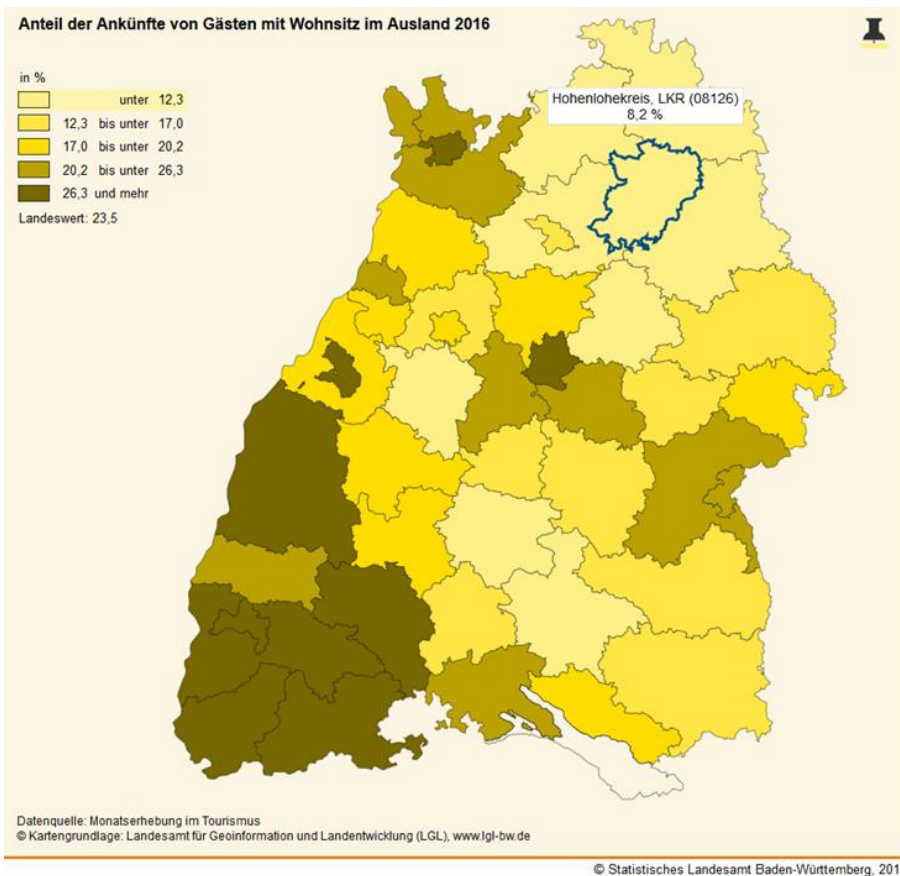 Anteil der Ankünfte von Gästen mit Wohnsitz im Ausland 2016
in %
unter 12,3
12,3 bis unter 17,0
17,0 bis unter 20,2
20,2 bis unter 26,3
26,3 und mehr
Landeswert: 23,5
Hohenlohekreis, LKR (08126)
8,2 %
Datenquelle: Monatserhebung im Tourismus
© Kartengrundlage: Landesamt für Geoinformation und Landentwicklung (LGL), www.lgl-bw.de
© Statistisches Landesamt Baden-Württemberg, 201